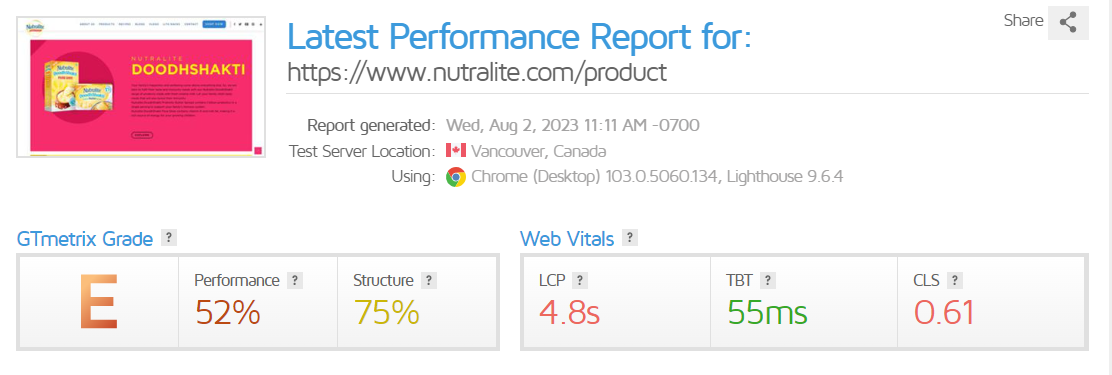 Latest Performance Report for:
Share
https://www.nutralite.com/product
NUTRALITE
DOODHSHAKTI
Report generated: Wed, Aug 2, 2023 11:11 AM -0700
Test Server Location: Vancouver, Canada
Using: Chrome (Desktop) 103.0.5060.134, Lighthouse 9.6.4
GTmetrix Grade ?
Web Vitals ?
E
Performance ?
52%
Structure ?
75%
LCP ?
4.8s
TBT ?
55ms
CLS ?
0.61